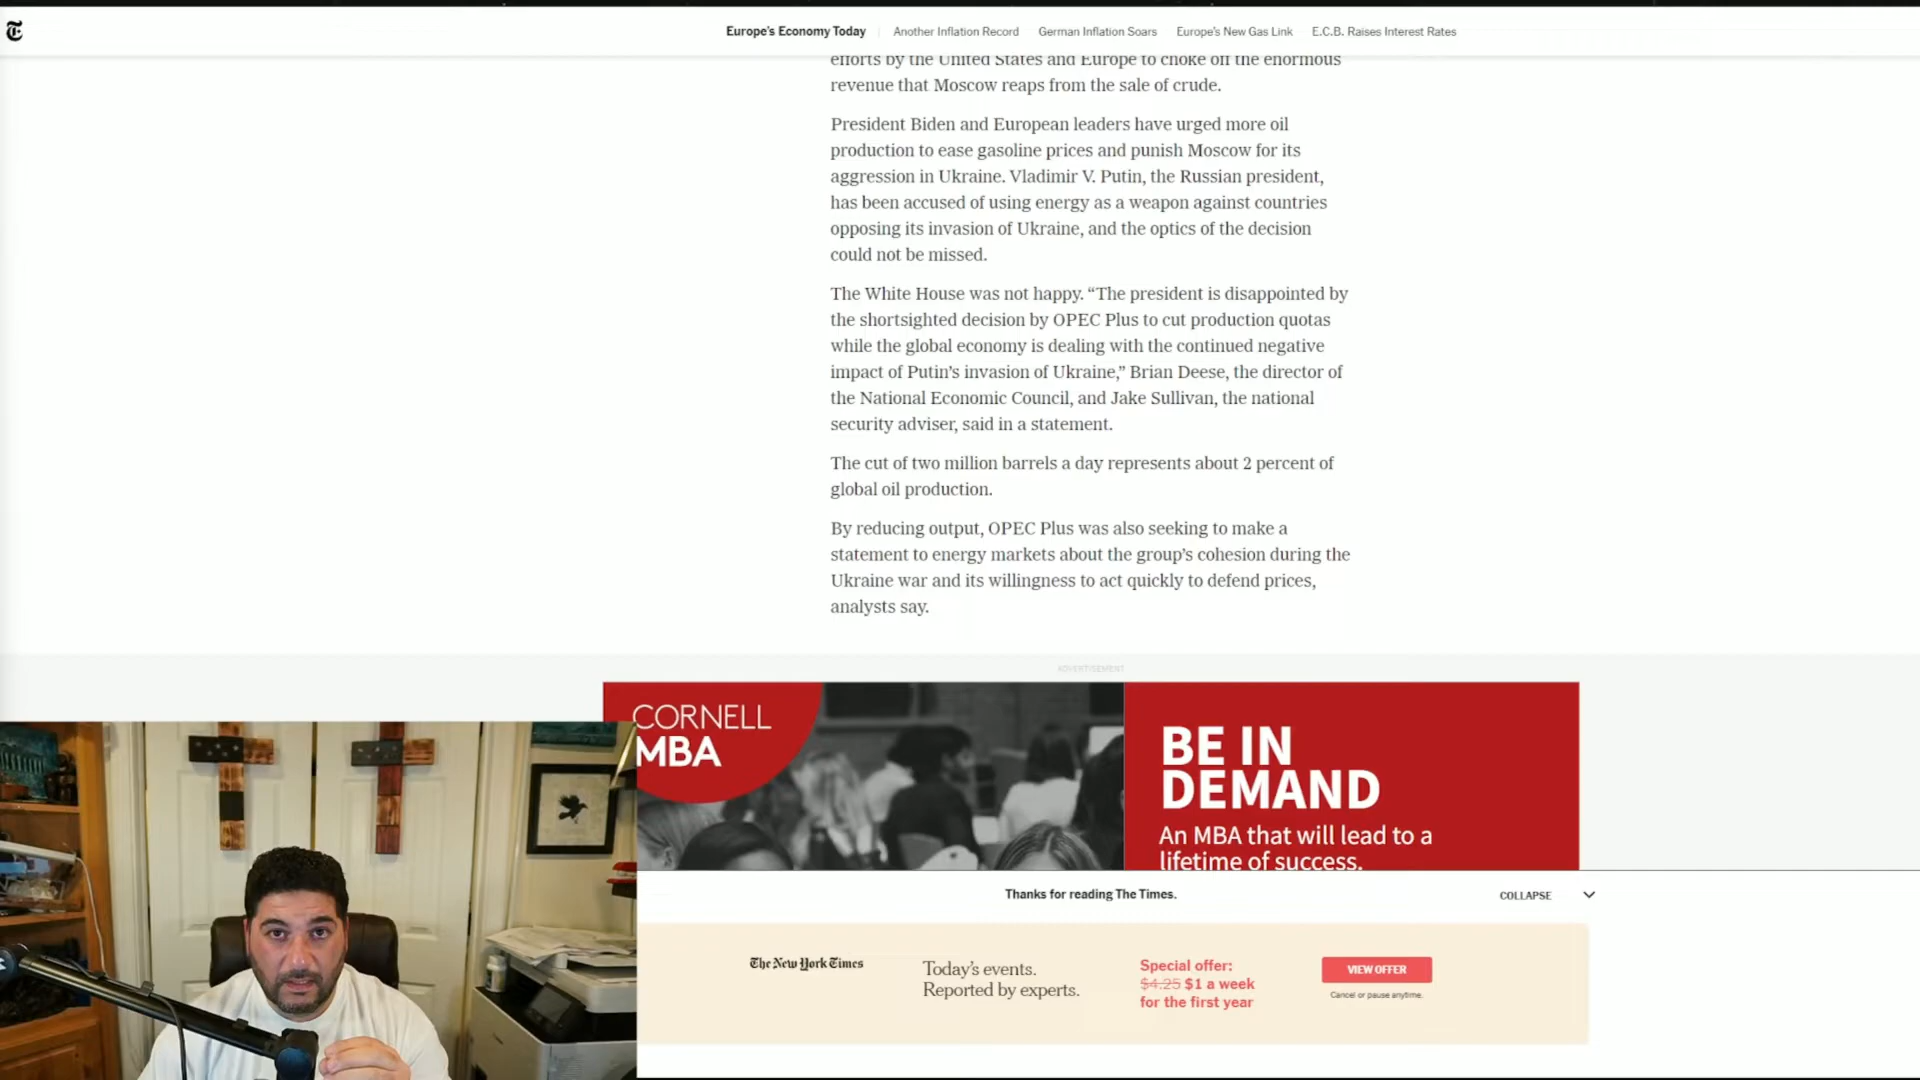 Europe's Economy Today
Another Inflation Record
German Inflation Soars
Europe's New Gas Link
E.C.B. Raises Interest Rates
efforts by the United States and Europe to choke off the enormous
revenue that Moscow reaps from the sale of crude.
President Biden and European leaders have urged more oil
production to ease gasoline prices and punish Moscow for its
aggression in Ukraine. Vladimir V. Putin, the Russian president,
has been accused of using energy as a weapon against countries
opposing its invasion of Ukraine, and the optics of the decision
could not be missed.
The White House was not happy. “The president is disappointed by
the shortsighted decision by OPEC Plus to cut production quotas
while the global economy is dealing with the continued negative
impact of Putin’s invasion of Ukraine,” Brian Deese, the director of
the National Economic Council, and Jake Sullivan, the national
security adviser, said in a statement.
The cut of two million barrels a day represents about 2 percent of
global oil production.
By reducing output, OPEC Plus was also seeking to make a
statement to energy markets about the group’s cohesion during the
Ukraine war and its willingness to act quickly to defend prices,
analysts say.
ADVERTISEMENT
CORNELL
MBA
BE IN
DEMAND
An MBA that will lead to a
lifetime of success.
Thanks for reading The Times.
COLLAPSE
The New York Times
Today’s events.
Reported by experts.
Special offer:
$4.25 $1 a week
for the first year
VIEW OFFER
Cancel or pause anytime.